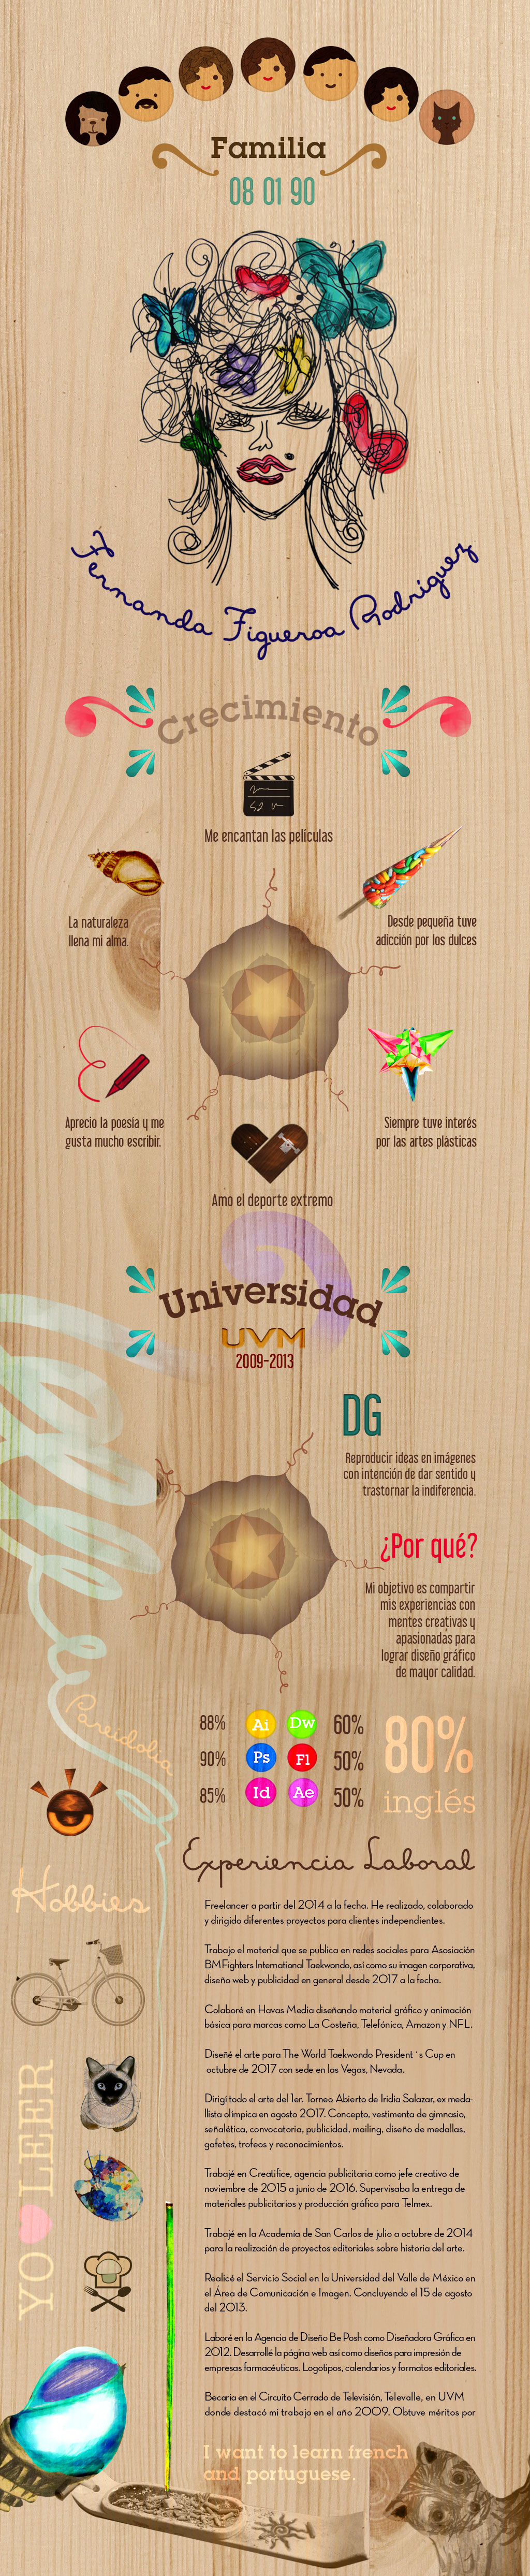 Familia
08 01 90
Fernanda Figueroa Rodríguez
Crecimiento
Me encantan las películas
La naturaleza
llena mi alma.
Desde pequeña tuve
adicción por los dulces
Aprecio la poesía y me
gusta mucho escribir.
Siempre tuve interés
por las artes plásticas
Amo el deporte extremo
Universidad
UVM
2009-2013
DG
Reproducir ideas en imágenes
con intención de dar sentido y
trastornar la indiferencia.
¿Por qué?
Mi objetivo es compartir
mis experiencias con
mentes creativas y
apasionadas para
lograr diseño gráfico
de mayor calidad.
Pareidolia
88% Ai Dw 60%
90% Ps Fl 50%
85% Id Ae 50%
80%
inglés
Experiencia Laboral
Freelancer a partir del 2014 a la fecha. He realizado, colaborado
y dirigido diferentes proyectos para clientes independientes.
Trabajo el material que se publica en redes sociales para Asosiación
BMFighters International Taekwondo, así como su imagen corporativa,
diseño web y publicidad en general desde 2017 a la fecha.
Colaboré en Havas Media diseñando material gráfico y animación
básica para marcas como La Costeña, Telefónica, Amazon y NFL.
Diseñé el arte para The World Taekwondo President´s Cup en
octubre de 2017 con sede en las Vegas, Nevada.
Dirigí todo el arte del 1er. Torneo Abierto de Iridia Salazar, ex meda-
llista olímpica en agosto 2017. Concepto, vestimenta de gimnasio,
señalética, convocatoria, publicidad, mailing, diseño de medallas,
gafetes, trofeos y reconocimientos.
Trabajé en Creatifice, agencia publicitaria como jefe creativo de
noviembre de 2015 a junio de 2016. Supervisaba la entrega de
materiales publicitarios y producción gráfica para Telmex.
Trabajé en la Academía de San Carlos de julio a octubre de 2014
para la realización de proyectos editoriales sobre historia del arte.
Realicé el Servicio Social en la Universidad del Valle de México en
el Área de Comunicación e Imagen. Concluyendo el 15 de agosto
del 2013.
Laboré en la Agencia de Diseño Be Posh como Diseñadora Gráfica en
2012. Desarrollé la página web así como diseños para impresión de
empresas farmacéuticas. Logotipos, calendarios y formatos editoriales.
Becaria en el Circuito Cerrado de Televisión, Televalle, en UVM
donde destacó mi trabajo en el año 2009. Obtuve méritos por
Hobbies
YO LEER
I want to learn french
and portuguese.